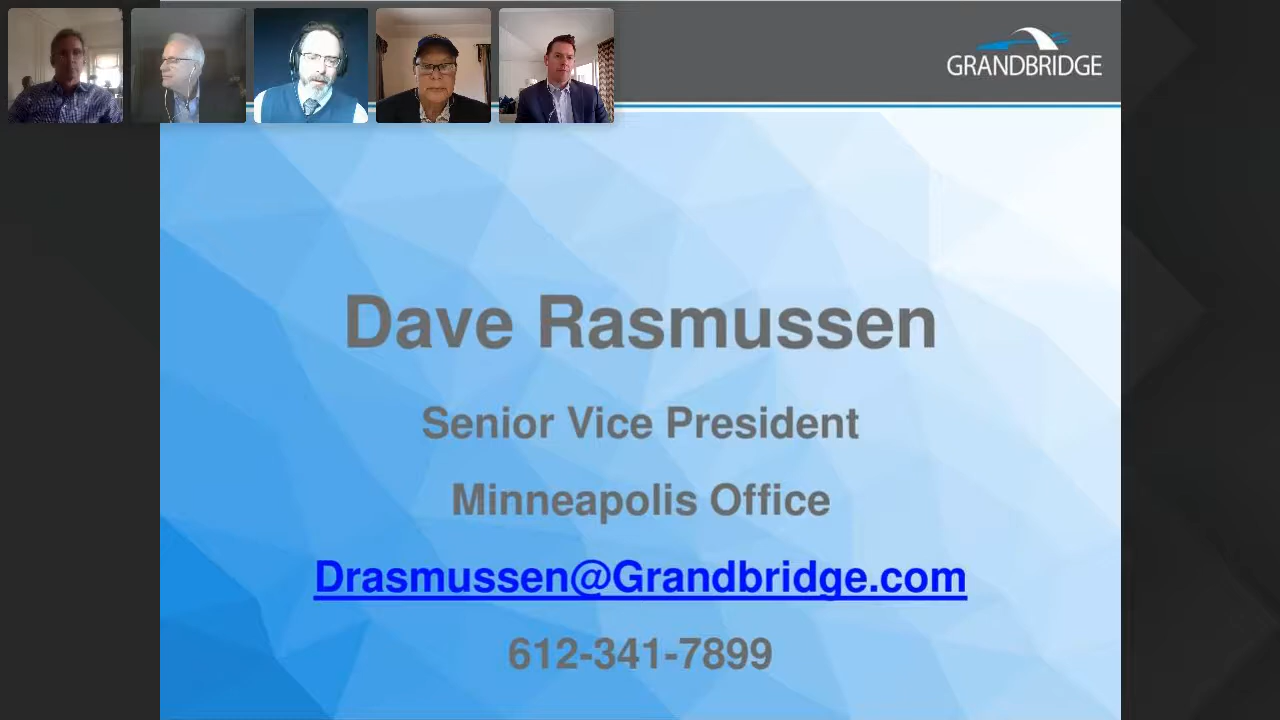 GRANDBRIDGE
Dave Rasmussen
Senior Vice President
Minneapolis Office
Drasmussen@Grandbridge.com
612-341-7899